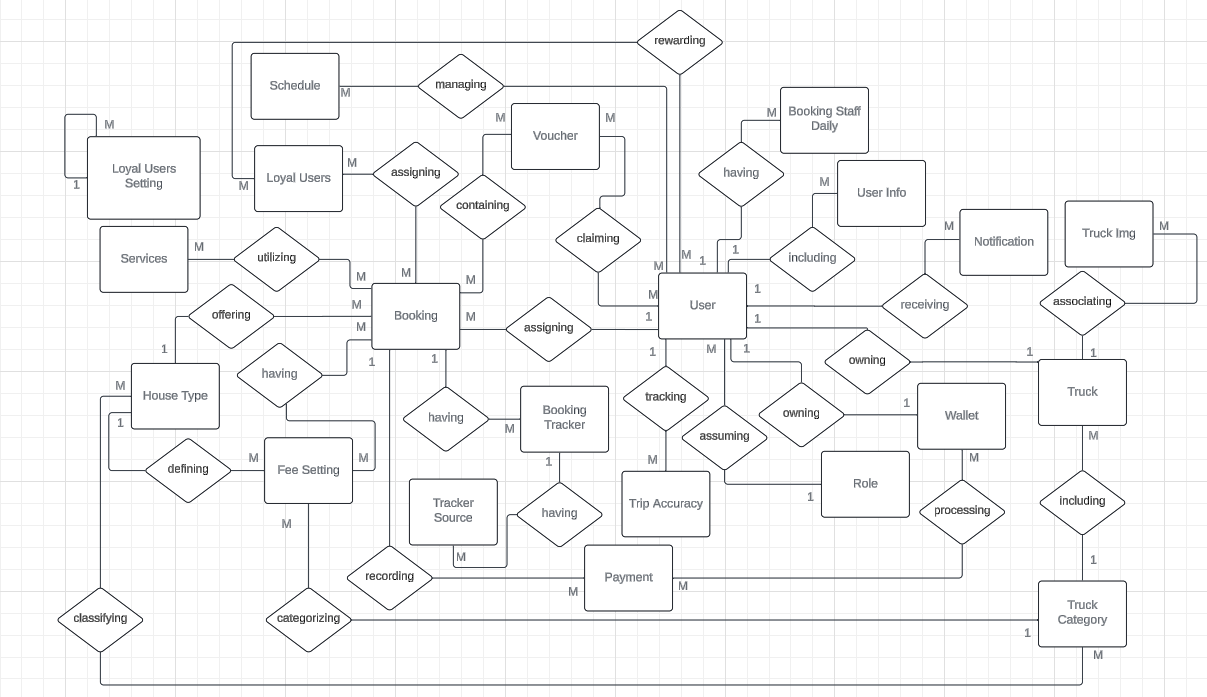 rewarding
Schedule
M
managing
Booking Staff
Daily
M
Voucher
M
M
M
Loyal Users
Setting
1
Loyal Users
M
M
assigning
containing
having
User Info
M
Notification
M
Truck Img
M
claiming
Services
M
utilizing
including
1
1
M
M
M
M
M
associating
offering
M
M
Booking
M
M
User
1
1
1
receiving
assigning
1
M
1
1
M
1
owning
1
1
House Type
M
1
having
having
M
Booking
Tracker
tracking
owning
1
Wallet
Truck
assuming
M
defining
M
Fee Setting
M
1
M
Role
1
M
Trip Accuracy
Tracker
Source
M
having
processing
including
M
1
recording
M
Payment
M
classifying
categorizing
1
Truck
Category
M